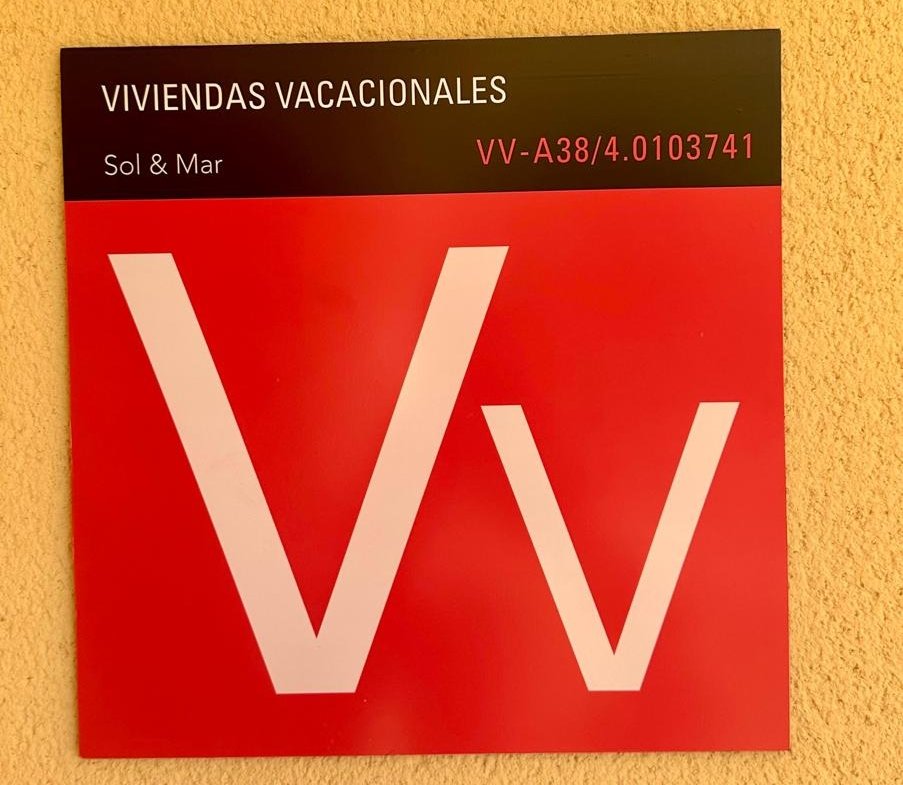 VIVIENDAS VACACIONALES
Sol & Mar
VV-A38/4.0103741
Vv